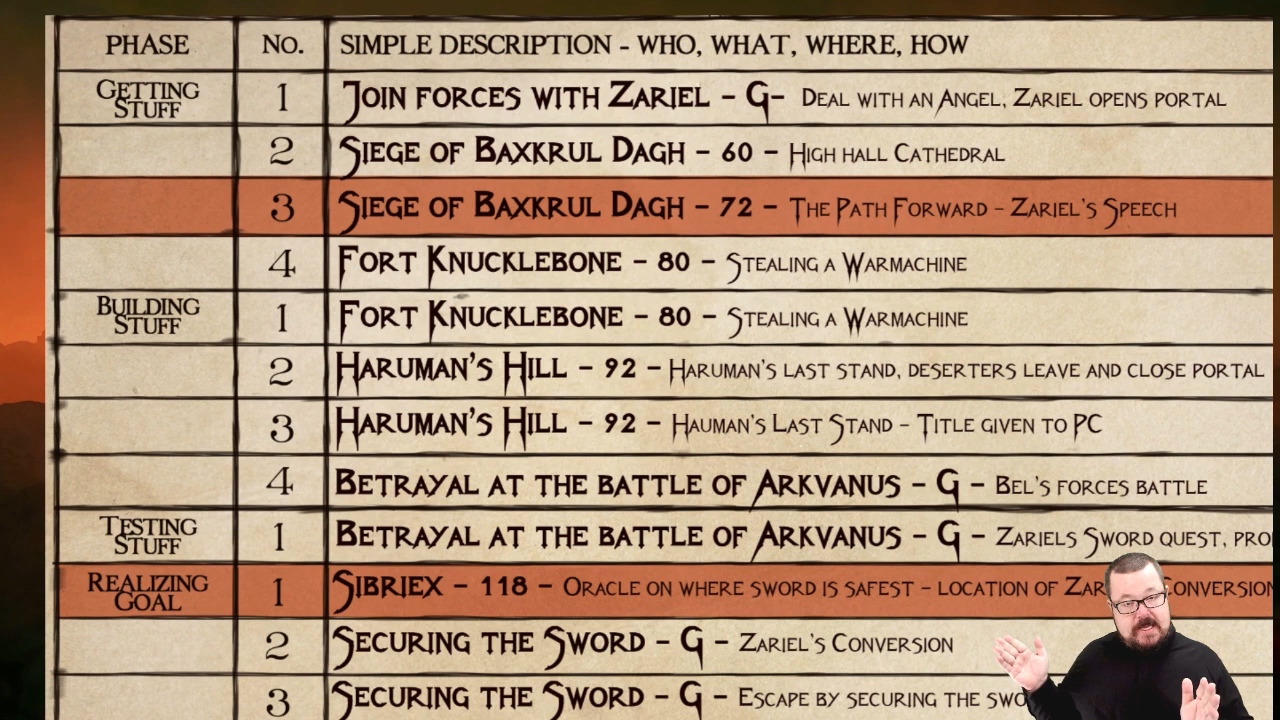 PHASE No. SIMPLE DESCRIPTION - WHO, WHAT, WHERE, HOW
GETTING STUFF 1 JOIN FORCES WITH ZARIEL - G- DEAL WITH AN ANGEL, ZARIEL OPENS PORTAL
2 SIEGE OF BAXKRUL DAGH - 60 - HIGH HALL CATHEDRAL
3 SIEGE OF BAXKRUL DAGH - 72 - THE PATH FORWARD - ZARIEL'S SPEECH
4 FORT KNUCKLEBONE - 80 - STEALING A WARMACHINE
BUILDING STUFF 1 FORT KNUCKLEBONE - 80 - STEALING A WARMACHINE
2 HARUMAN'S HILL - 92 - HARUMAN'S LAST STAND, DESERTERS LEAVE AND CLOSE PORTAL
3 HARUMAN'S HILL - 92 - HAUMAN'S LAST STAND - TITLE GIVEN TO PC
4 BETRAYAL AT THE BATTLE OF ARKVANUS - G - BEL'S FORCES BATTLE
TESTING STUFF 1 BETRAYAL AT THE BATTLE OF ARKVANUS - G - ZARIELS SWORD QUEST,
REALIZING GOAL 1 SIBRIEX - 118 - ORACLE ON WHERE SWORD IS SAFEST - LOCATION OF
2 SECURING THE SWORD - G - ZARIEL'S CONVERSION
3 SECURING THE SWORD - G - ESCAPE BY SECURING THE